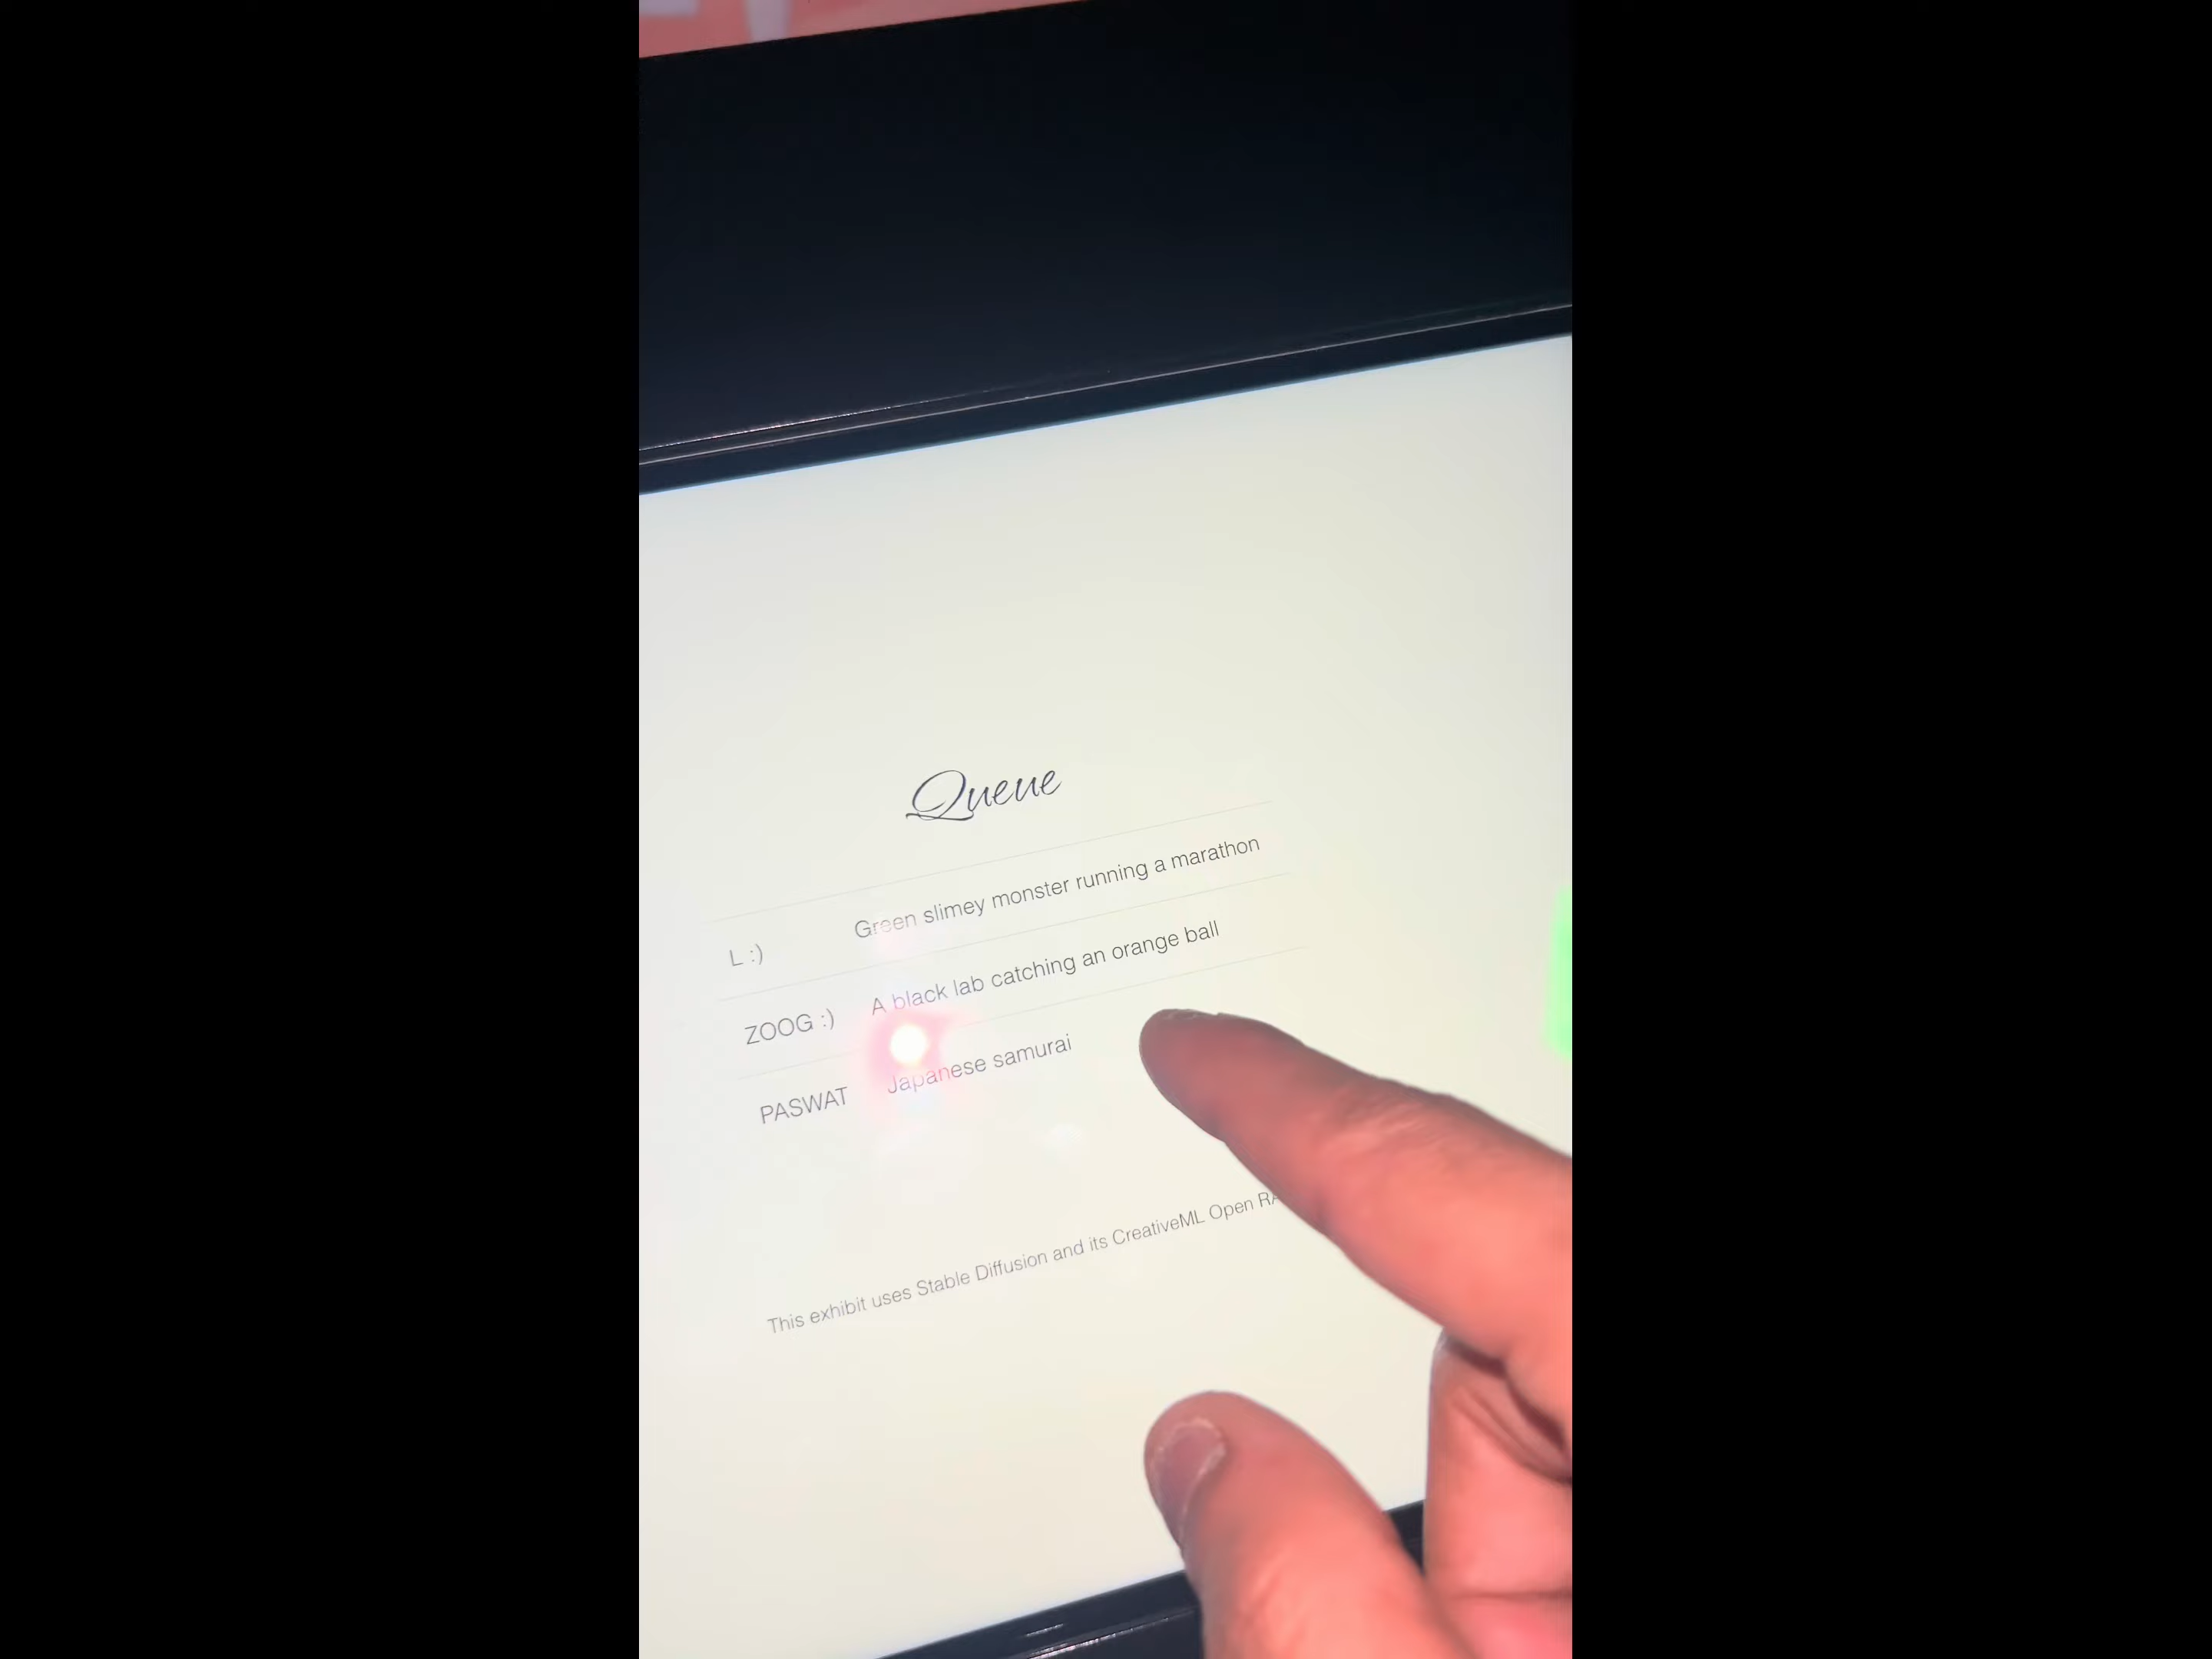 Queue
L :) Green slimey monster running a marathon
ZOOG :) A black lab catching an orange ball
PASWAT Japanese samurai
This exhibit uses Stable Diffusion and its CreativeML Open